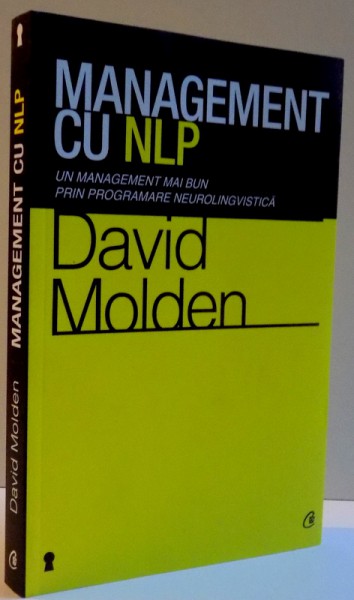 MANAGEMENT
CU NLP
UN MANAGEMENT MAI BUN
PRIN PROGRAMARE NEUROLINGVISTICĂ
David
Molden
David Molden MANAGEMENT CU NLP